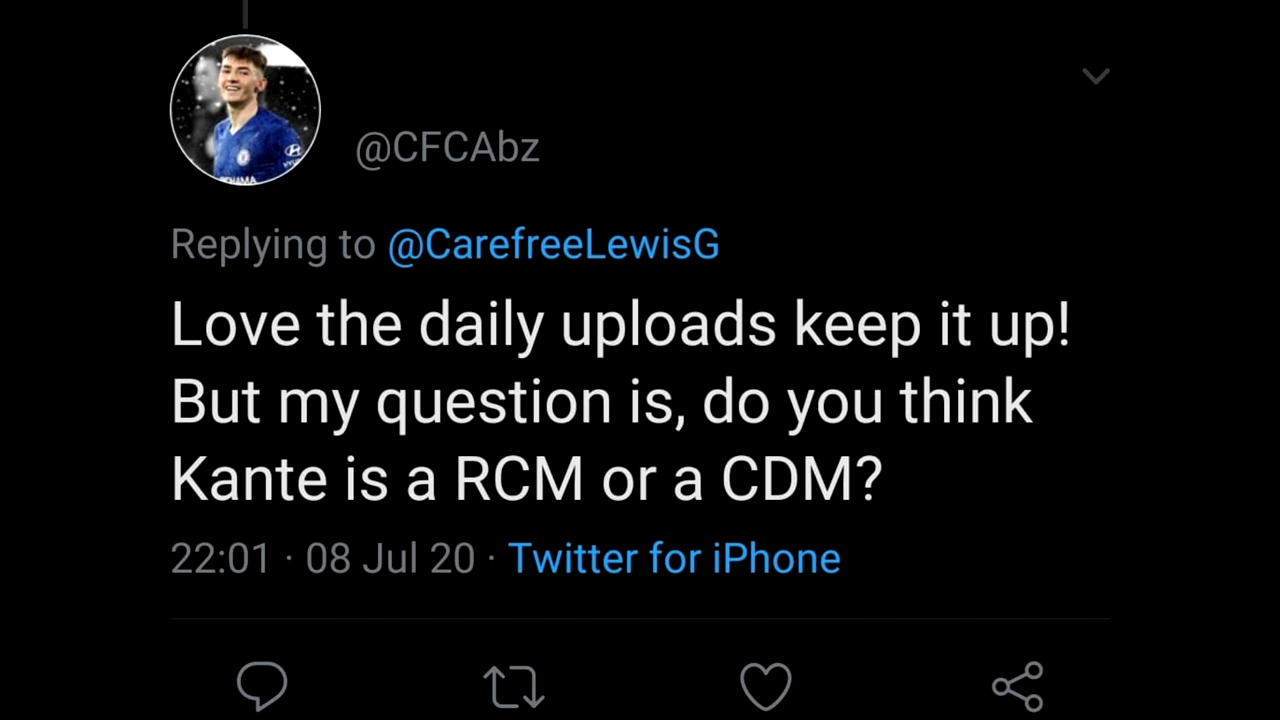 @CFCAbz
Replying to @CarefreeLewisG
Love the daily uploads keep it up!
But my question is, do you think
Kante is a RCM or a CDM?
22:01 · 08 Jul 20 · Twitter for iPhone